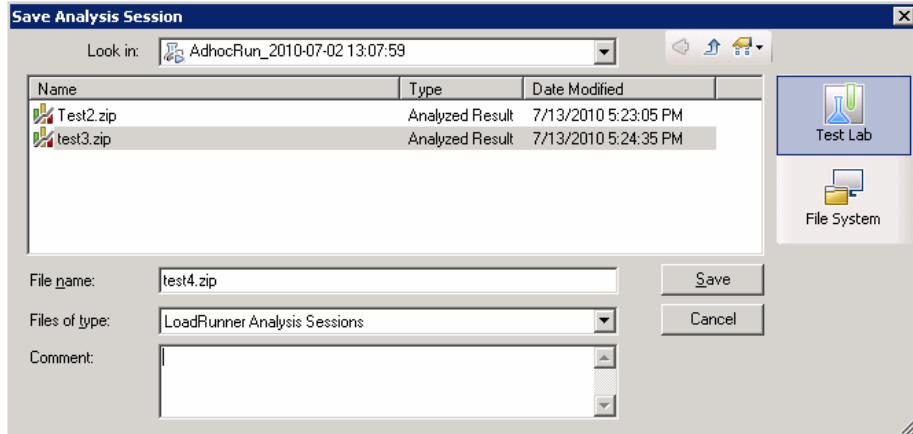 Save Analysis Session
Look in: AdhocRun_2010-07-02 13:07:59
Name Type Date Modified
Test2.zip Analyzed Result 7/13/2010 5:23:05 PM
test3.zip Analyzed Result 7/13/2010 5:24:35 PM
Test Lab
File System
File name: test4.zip Save
Files of type: LoadRunner Analysis Sessions Cancel
Comment: